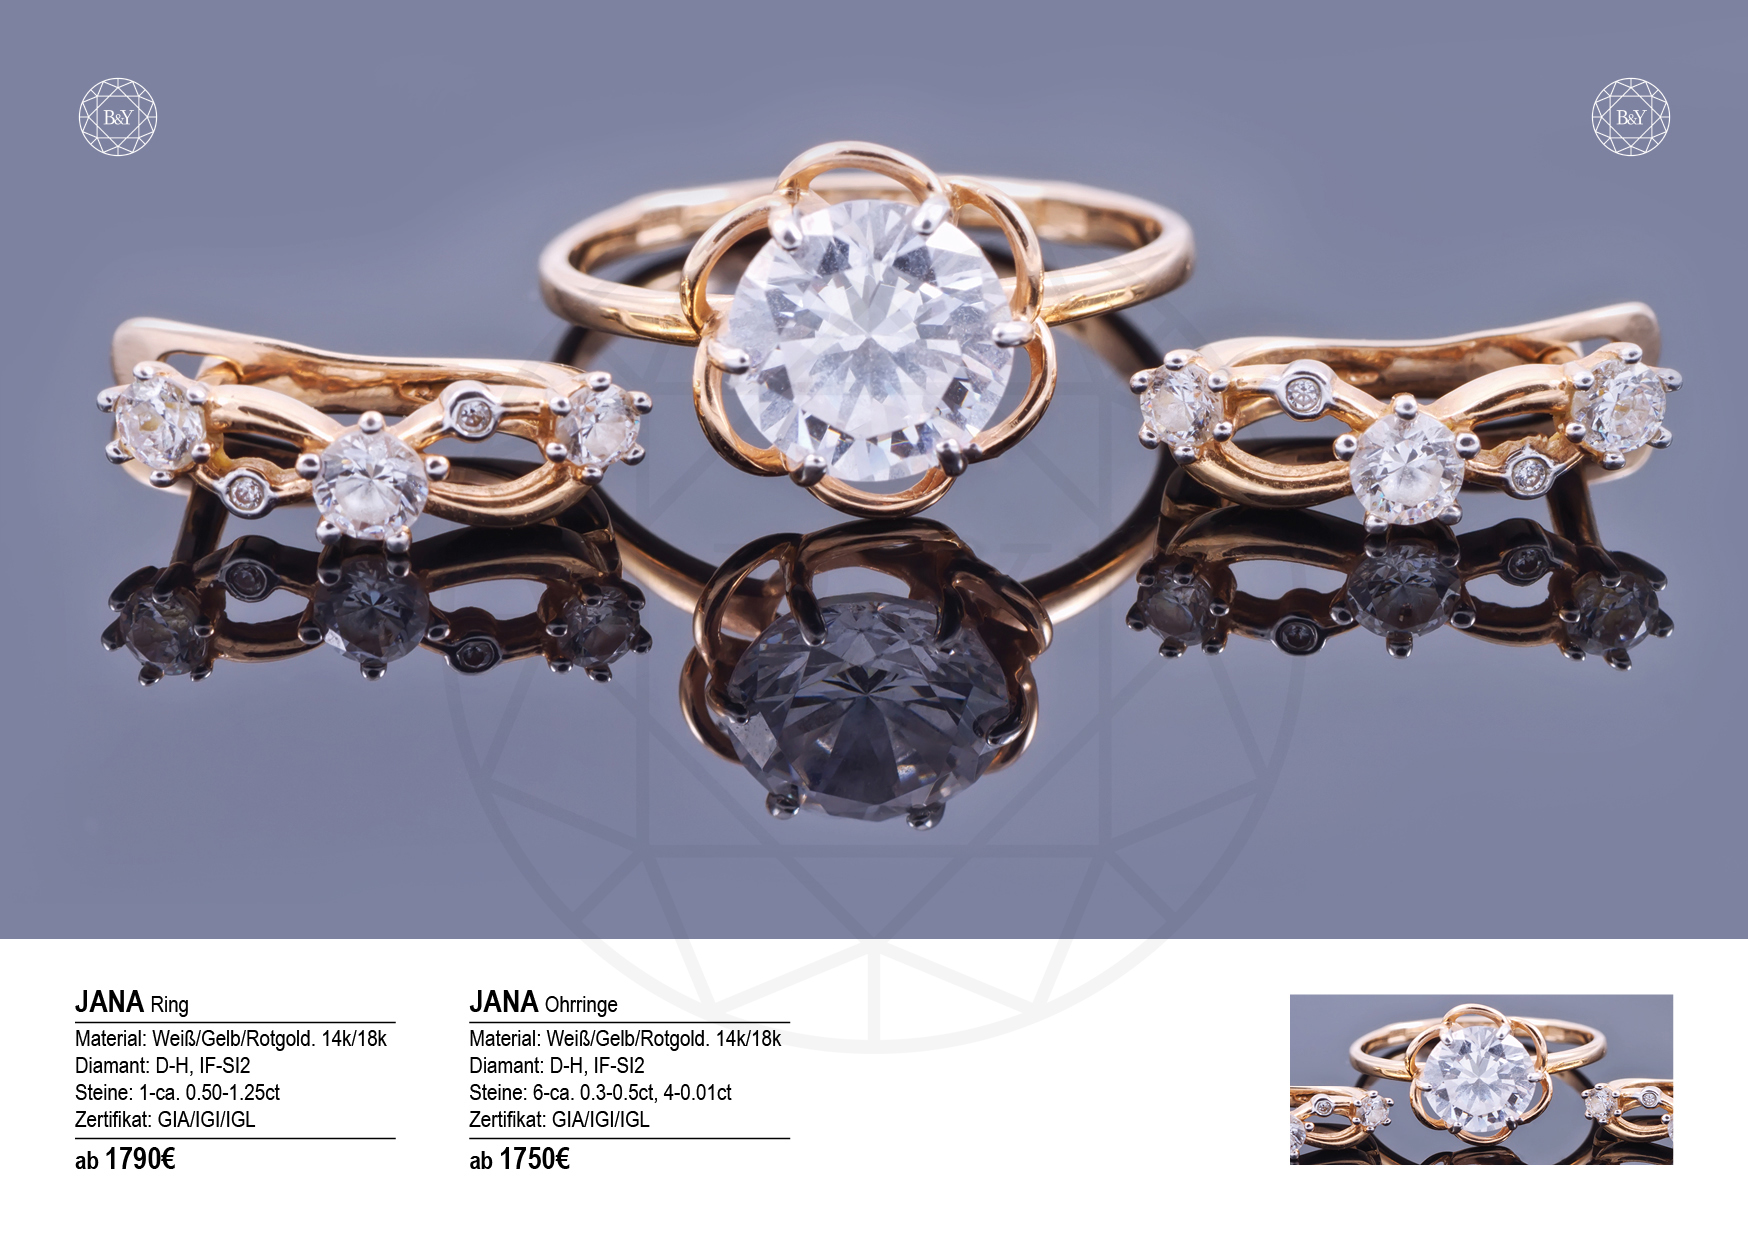 B&Y
B&Y
JANA Ring
Material: Weiß/Gelb/Rotgold. 14k/18k
Diamant: D-H, IF-SI2
Steine: 1-ca. 0.50-1.25ct
Zertifikat: GIA/IGI/IGL
ab 1790€
JANA Ohrringe
Material: Weiß/Gelb/Rotgold. 14k/18k
Diamant: D-H, IF-SI2
Steine: 6-ca. 0.3-0.5ct, 4-0.01ct
Zertifikat: GIA/IGI/IGL
ab 1750€